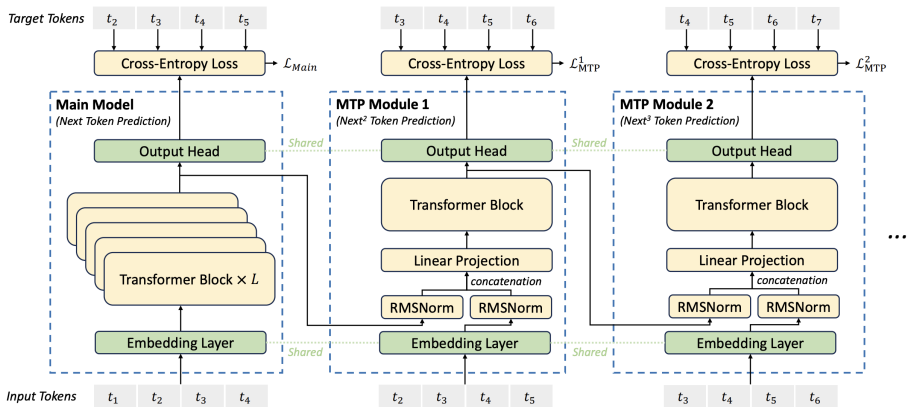 Target Tokens t₂ t₃ t₄ t₅ t₃ t₄ t₅ t₆ t₄ t₅ t₆ t₇
Cross-Entropy Loss ℒ_Main Cross-Entropy Loss ℒ¹_MTP Cross-Entropy Loss ℒ²_MTP
Main Model MTP Module 1 MTP Module 2
(Next Token Prediction) (Next² Token Prediction) (Next³ Token Prediction)
Shared Shared
Output Head Output Head Output Head
Transformer Block Transformer Block
...
Transformer Block × L Linear Projection Linear Projection
concatenation concatenation
RMSNorm RMSNorm RMSNorm RMSNorm
Embedding Layer Embedding Layer Embedding Layer
Shared Shared
Input Tokens t₁ t₂ t₃ t₄ t₂ t₃ t₄ t₅ t₃ t₄ t₅ t₆